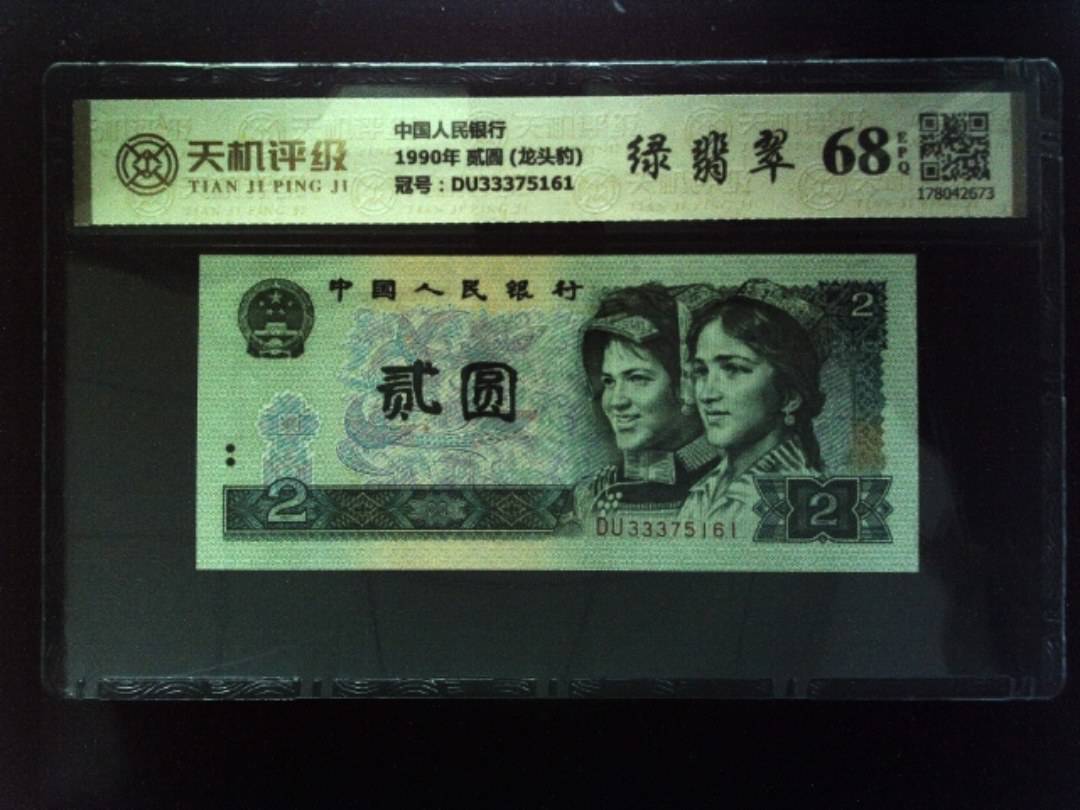 天机评级
TIAN JI PING JI
中国人民银行
1990年 贰圆 (龙头豹)
冠号：DU33375161
绿翡翠
68
EPQ
178042673
中国人民银行
2
贰圆
2
DU33375161
2